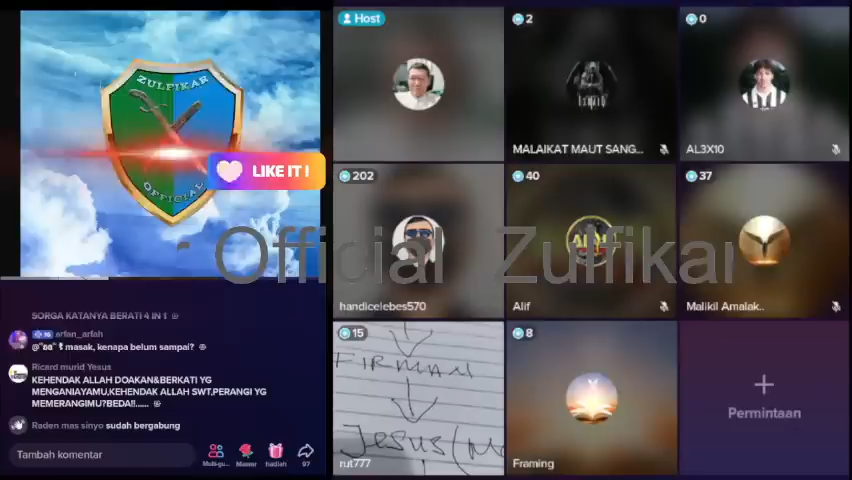 ZULFIKAR
OFFICIAL
LIKE IT !
SORGA KATANYA BERATI 4 IN 1
16 arfan_arfah
masak, kenapa belum sampai?
Ricard murid Yesus
KEHENDAK ALLAH DOAKAN&BERKATI YG
MENGANIAYAMU,KEHENDAK ALLAH SWT,PERANGI YG
MEMERANGIMU?BEDA!!......
Raden mas sinyo sudah bergabung
Tambah komentar
Multi-gu...
Mawar
hadiah
97
Host
2
MALAIKAT MAUT SANG...
0
AL3X10
202
handicelebes570
40
Alif
37
Malikil Amalak..
r Official Zulfikar
15
FIRMAN
Jesus (M
rut777
8
Framing
+
Permintaan